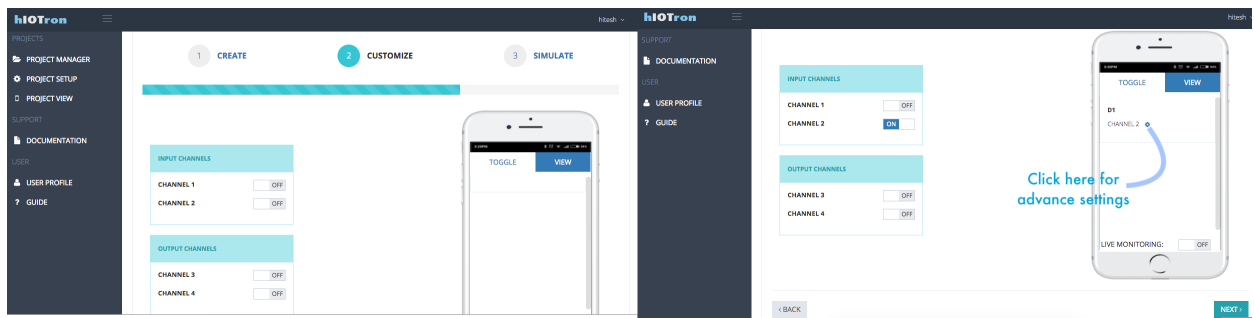 hIOTron
hitesh
PROJECTS
PROJECT MANAGER
PROJECT SETUP
PROJECT VIEW
SUPPORT
DOCUMENTATION
USER
USER PROFILE
? GUIDE
1 CREATE
2 CUSTOMIZE
3 SIMULATE
INPUT CHANNELS
CHANNEL 1 OFF
CHANNEL 2 OFF
OUTPUT CHANNELS
CHANNEL 3 OFF
CHANNEL 4 OFF
TOGGLE VIEW
hIOTron
hitesh
SUPPORT
DOCUMENTATION
USER
USER PROFILE
? GUIDE
INPUT CHANNELS
CHANNEL 1 OFF
CHANNEL 2 ON
OUTPUT CHANNELS
CHANNEL 3 OFF
CHANNEL 4 OFF
TOGGLE VIEW
D1
CHANNEL 2
Click here for
advance settings
LIVE MONITORING: OFF
‹ BACK
NEXT ›